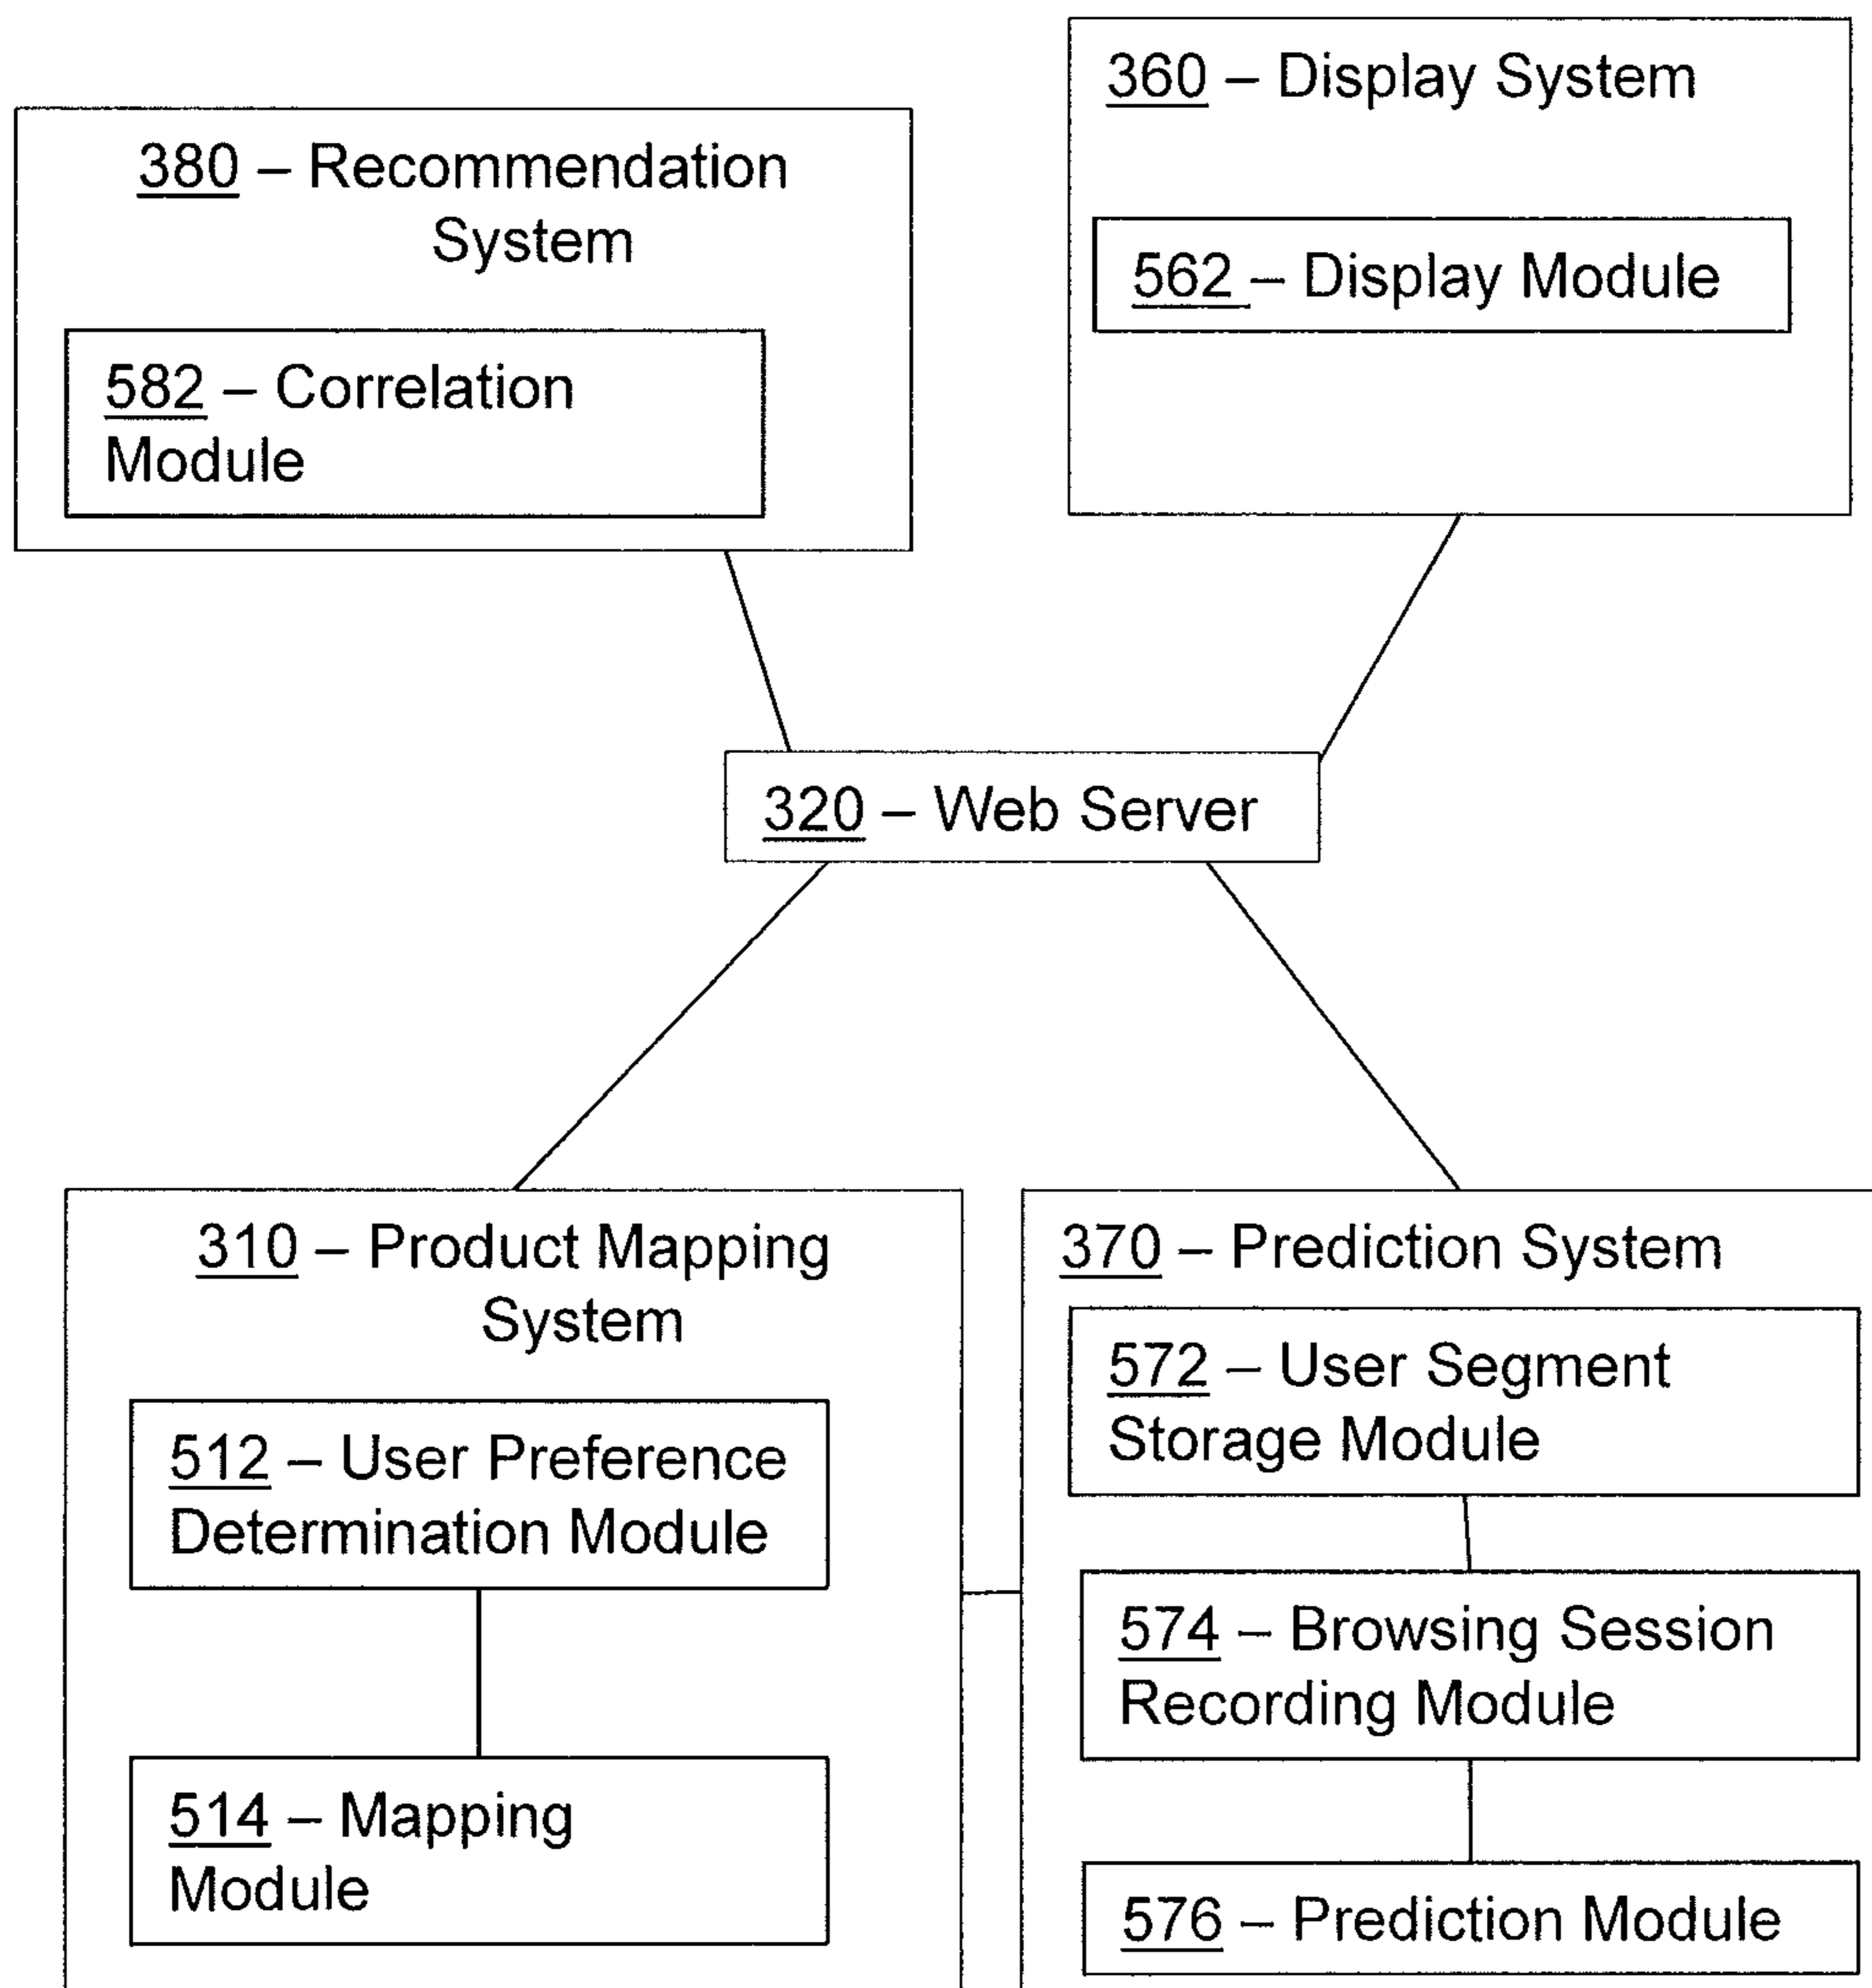 380 – Recommendation
System
582 – Correlation
Module
360 – Display System
562 – Display Module
320 – Web Server
310 – Product Mapping
System
512 – User Preference
Determination Module
514 – Mapping
Module
370 – Prediction System
572 – User Segment
Storage Module
574 – Browsing Session
Recording Module
576 – Prediction Module